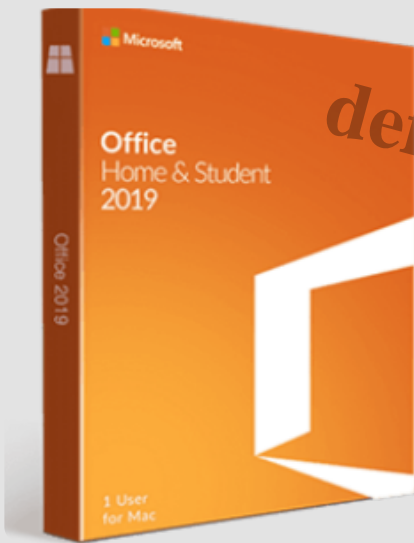 Microsoft
Office
Home & Student
2019
Office 2019
1 User
for Mac